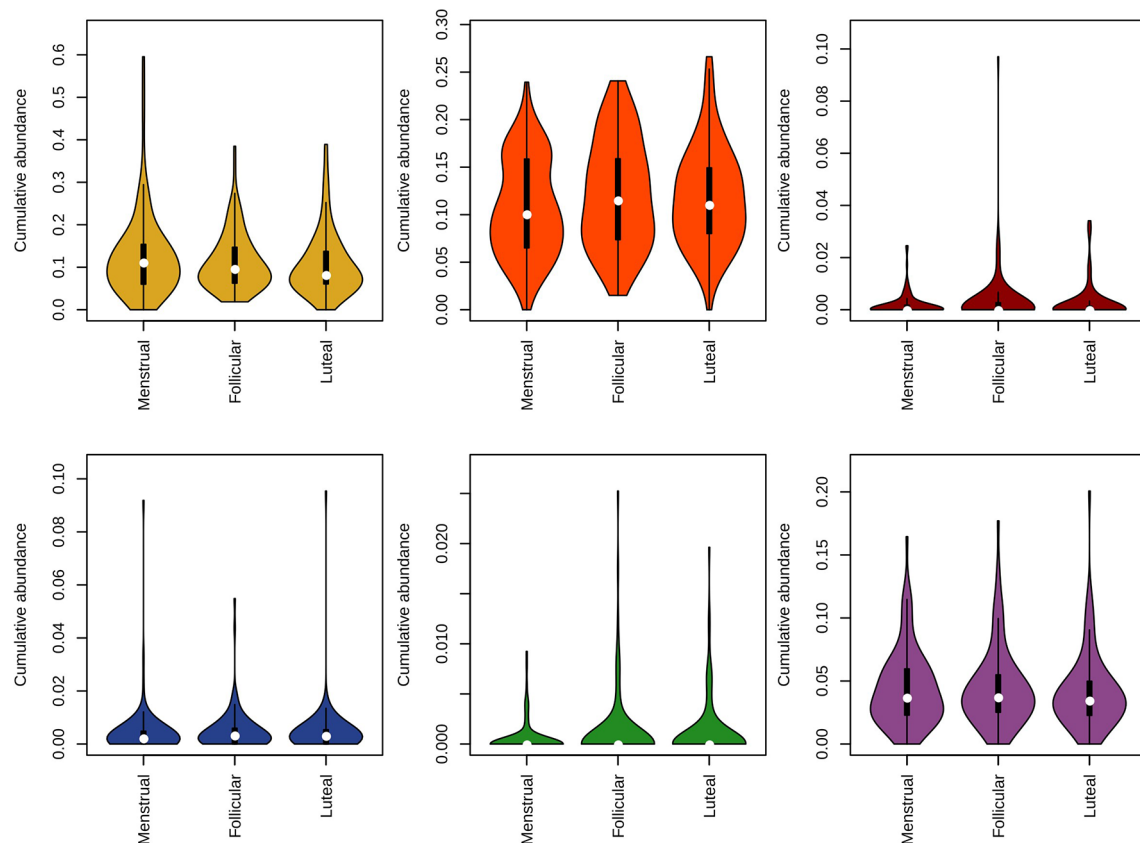 Cumulative abundance
0.0 0.1 0.2 0.3 0.4 0.5 0.6
Menstrual
Follicular
Luteal
Cumulative abundance
0.00 0.05 0.10 0.15 0.20 0.25 0.30
Menstrual
Follicular
Luteal
Cumulative abundance
0.00 0.02 0.04 0.06 0.08 0.10
Menstrual
Follicular
Luteal
Cumulative abundance
0.00 0.02 0.04 0.06 0.08 0.10
Menstrual
Follicular
Luteal
Cumulative abundance
0.000 0.010 0.020
Menstrual
Follicular
Luteal
Cumulative abundance
0.00 0.05 0.10 0.15 0.20
Menstrual
Follicular
Luteal